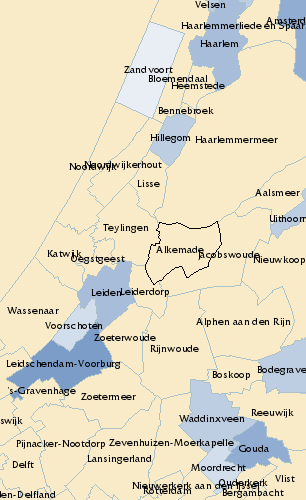 Velsen
Amsterd
Haarlemmerliede en Spaar
Haarlem
Zandvoort
Bloemendaal
Heemstede
Bennebroek
Hillegom
Haarlemmermeer
Noordwijkerhout
Noordwijk
Lisse
Aalsmeer
Uithoorn
Teylingen
Alkemade
Katwijk
Oegstgeest
Jacobswoude
Nieuwkoop
Leiden
Leiderdorp
Wassenaar
Voorschoten
Alphen aan den Rijn
Zoeterwoude
Rijnwoude
Leidschendam-Voorburg
Boskoop
Bodegrave
's-Gravenhage
Zoetermeer
Reeuwijk
Waddinxveen
swijk
Pijnacker-Nootdorp
Zevenhuizen-Moerkapelle
Gouda
Lansingerland
Delft
Moordrecht
Ouderkerk
Vlist
Nieuwerkerk aan den IJssel
en-Delfland
Rotterdam
Bergambacht